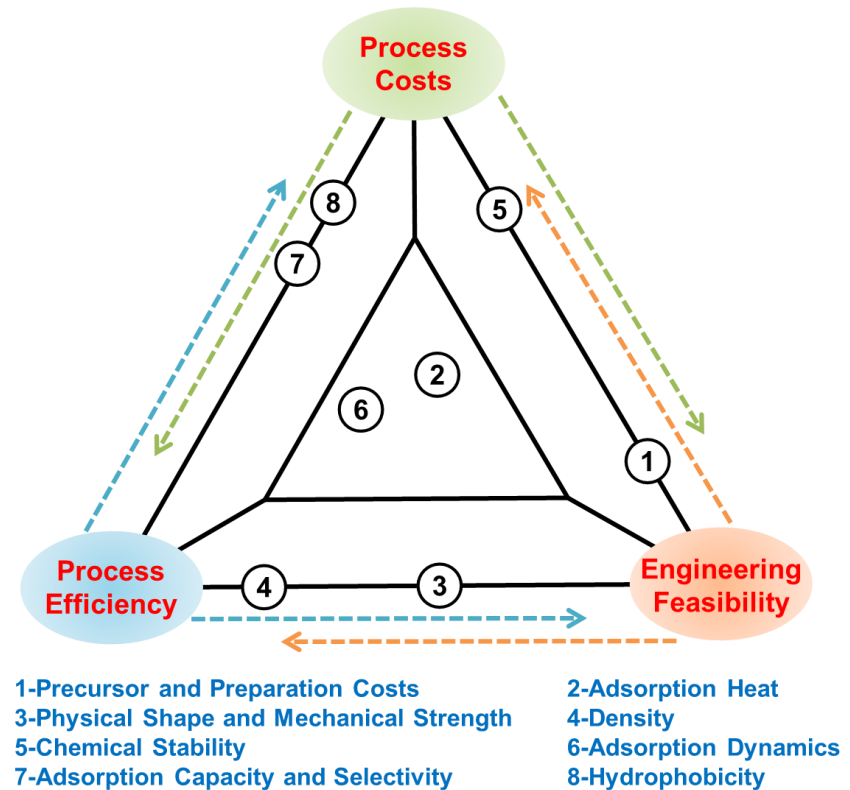 Process
Costs
8
5
7
2
6
1
Process
Efficiency
4
3
Engineering
Feasibility
1-Precursor and Preparation Costs
2-Adsorption Heat
3-Physical Shape and Mechanical Strength
4-Density
5-Chemical Stability
6-Adsorption Dynamics
7-Adsorption Capacity and Selectivity
8-Hydrophobicity